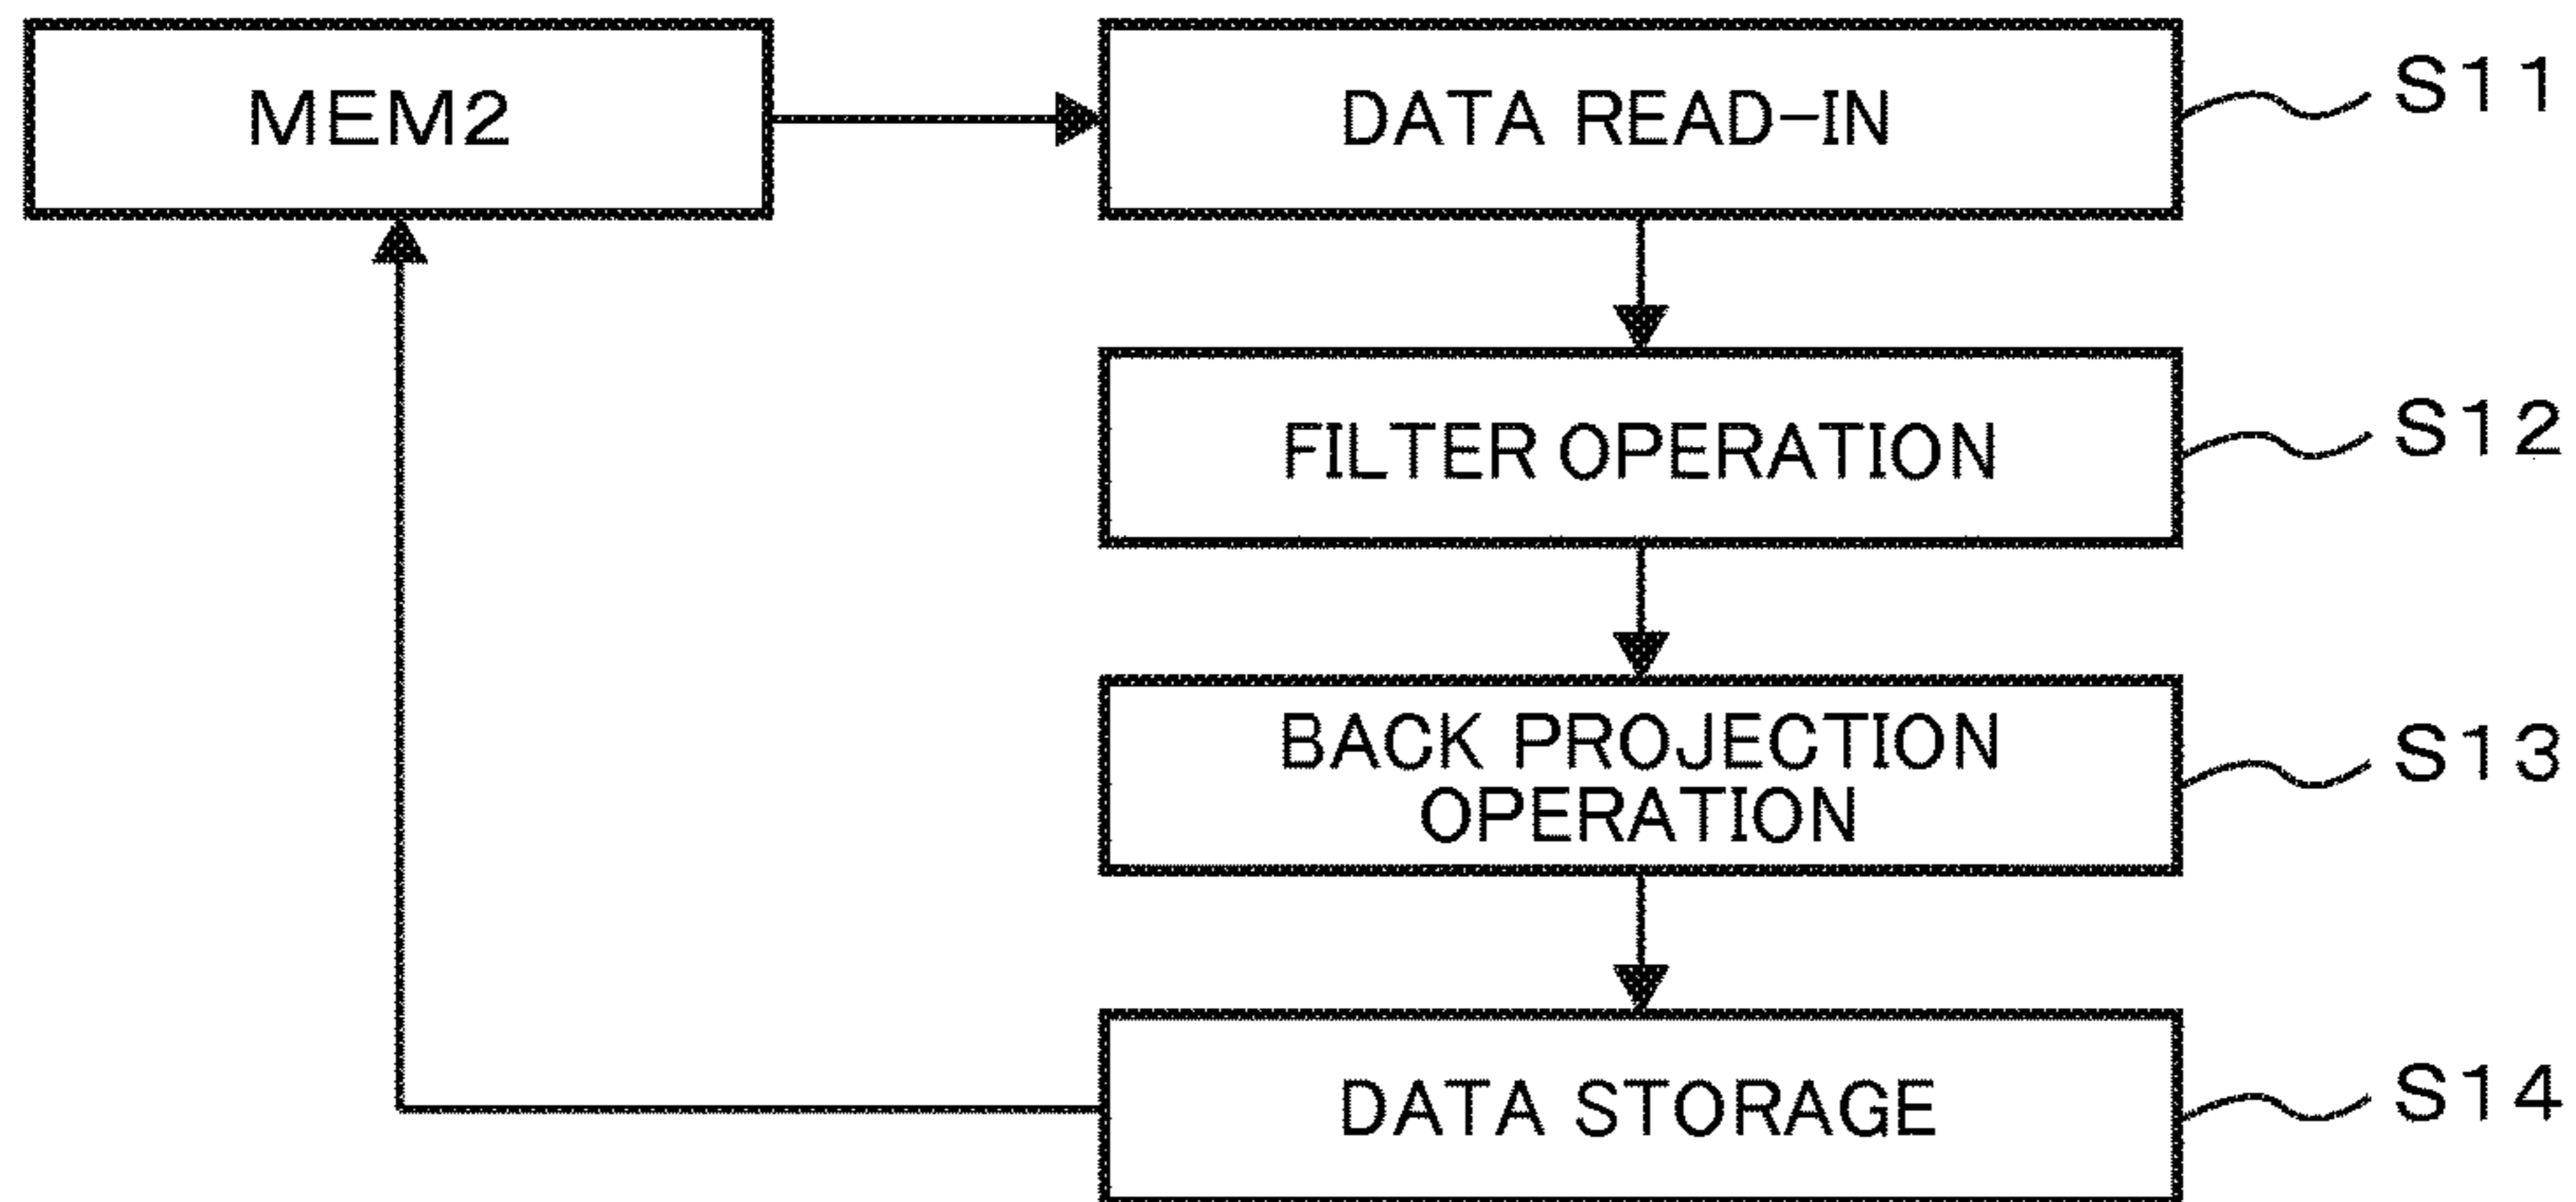 MEM2
DATA READ-IN
S11
FILTER OPERATION
S12
BACK PROJECTION
OPERATION
S13
DATA STORAGE
S14